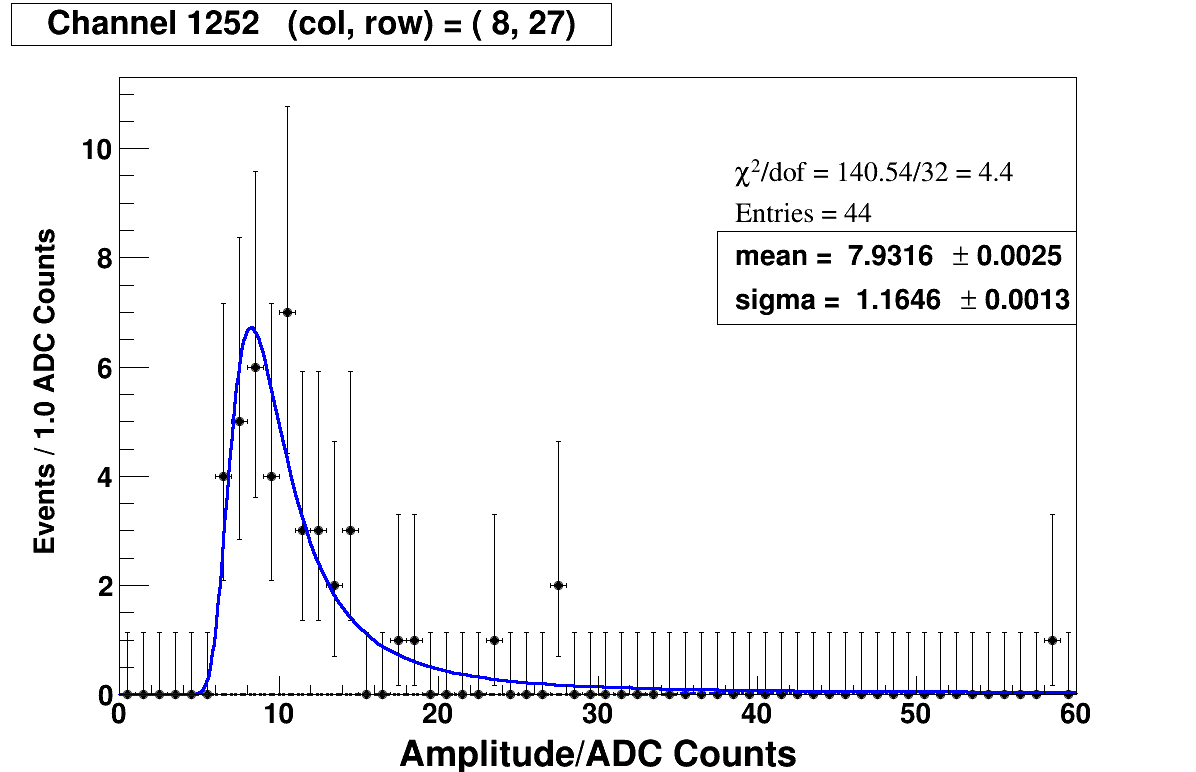 Channel 1252 (col, row) = ( 8, 27)
χ²/dof = 140.54/32 = 4.4
Entries = 44
mean = 7.9316 ± 0.0025
sigma = 1.1646 ± 0.0013
Events / 1.0 ADC Counts
10
8
6
4
2
0
0 10 20 30 40 50 60
Amplitude/ADC Counts